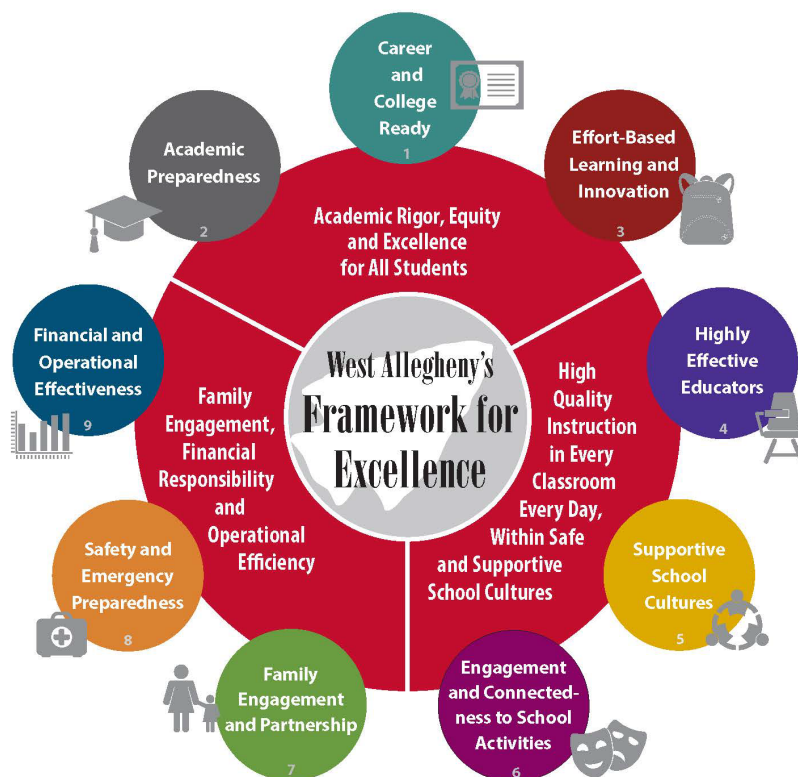 Career
and
College
Ready
1
Academic
Preparedness
2
Effort-Based
Learning and
Innovation
3
Academic Rigor, Equity
and Excellence
for All Students
Financial and
Operational
Effectiveness
9
Highly
Effective
Educators
4
West Allegheny's
Framework for
Excellence
Family
Engagement,
Financial
Responsibility
and
Operational
Efficiency
High
Quality
Instruction
in Every
Classroom
Every Day,
Within Safe
and Supportive
School Cultures
Safety and
Emergency
Preparedness
8
Supportive
School
Cultures
5
Family
Engagement
and Partnership
7
Engagement
and Connected-
ness to School
Activities
6